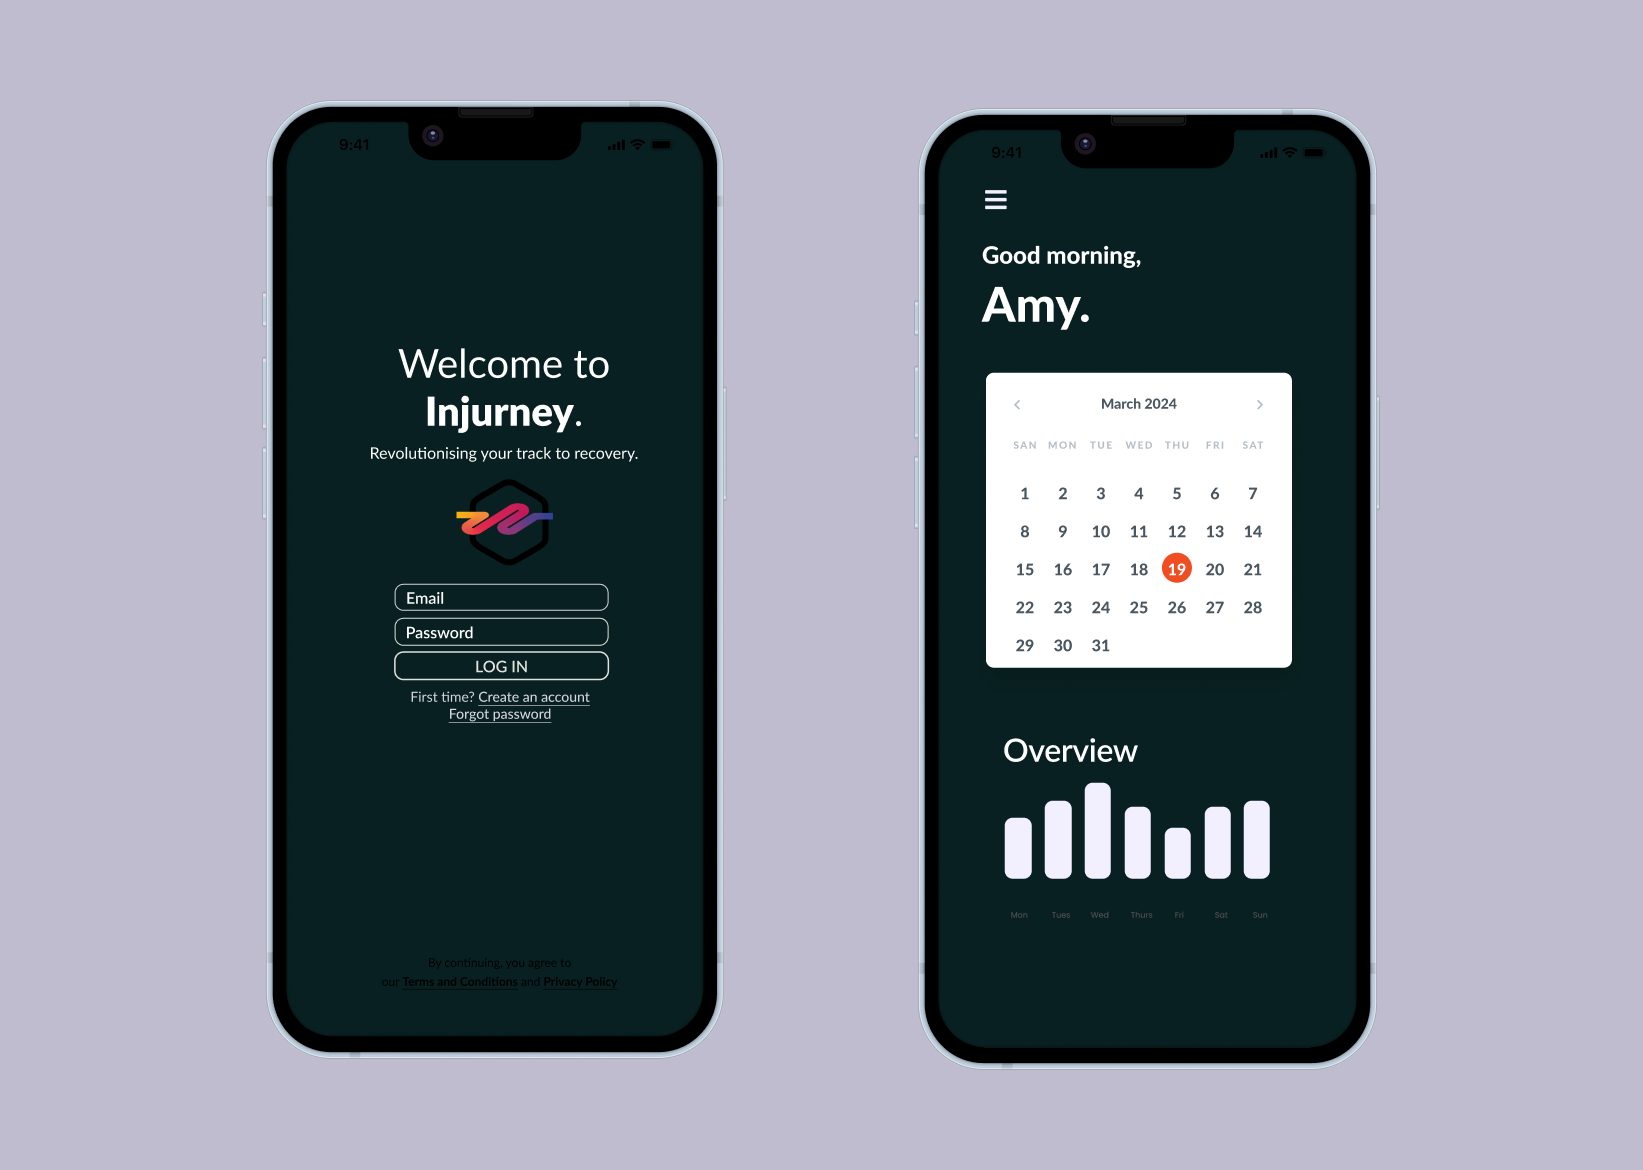 9:41
Welcome to
Injurney.
Revolutionising your track to recovery.
Email
Password
LOG IN
First time? Create an account
Forgot password
By continuing, you agree to
our Terms and Conditions and Privacy Policy
9:41
Good morning,
Amy.
March 2024
SAN MON TUE WED THU FRI SAT
1 2 3 4 5 6 7
8 9 10 11 12 13 14
15 16 17 18 19 20 21
22 23 24 25 26 27 28
29 30 31
Overview
Mon Tues Wed Thurs Fri Sat Sun